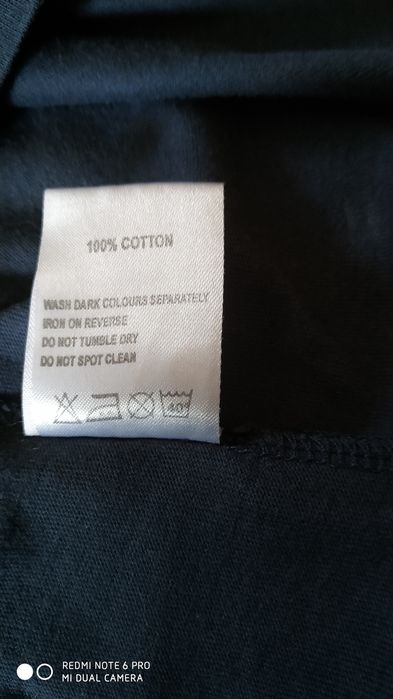 100% COTTON
WASH DARK COLOURS SEPARATELY
IRON ON REVERSE
DO NOT TUMBLE DRY
DO NOT SPOT CLEAN
40°
REDMI NOTE 6 PRO
MI DUAL CAMERA